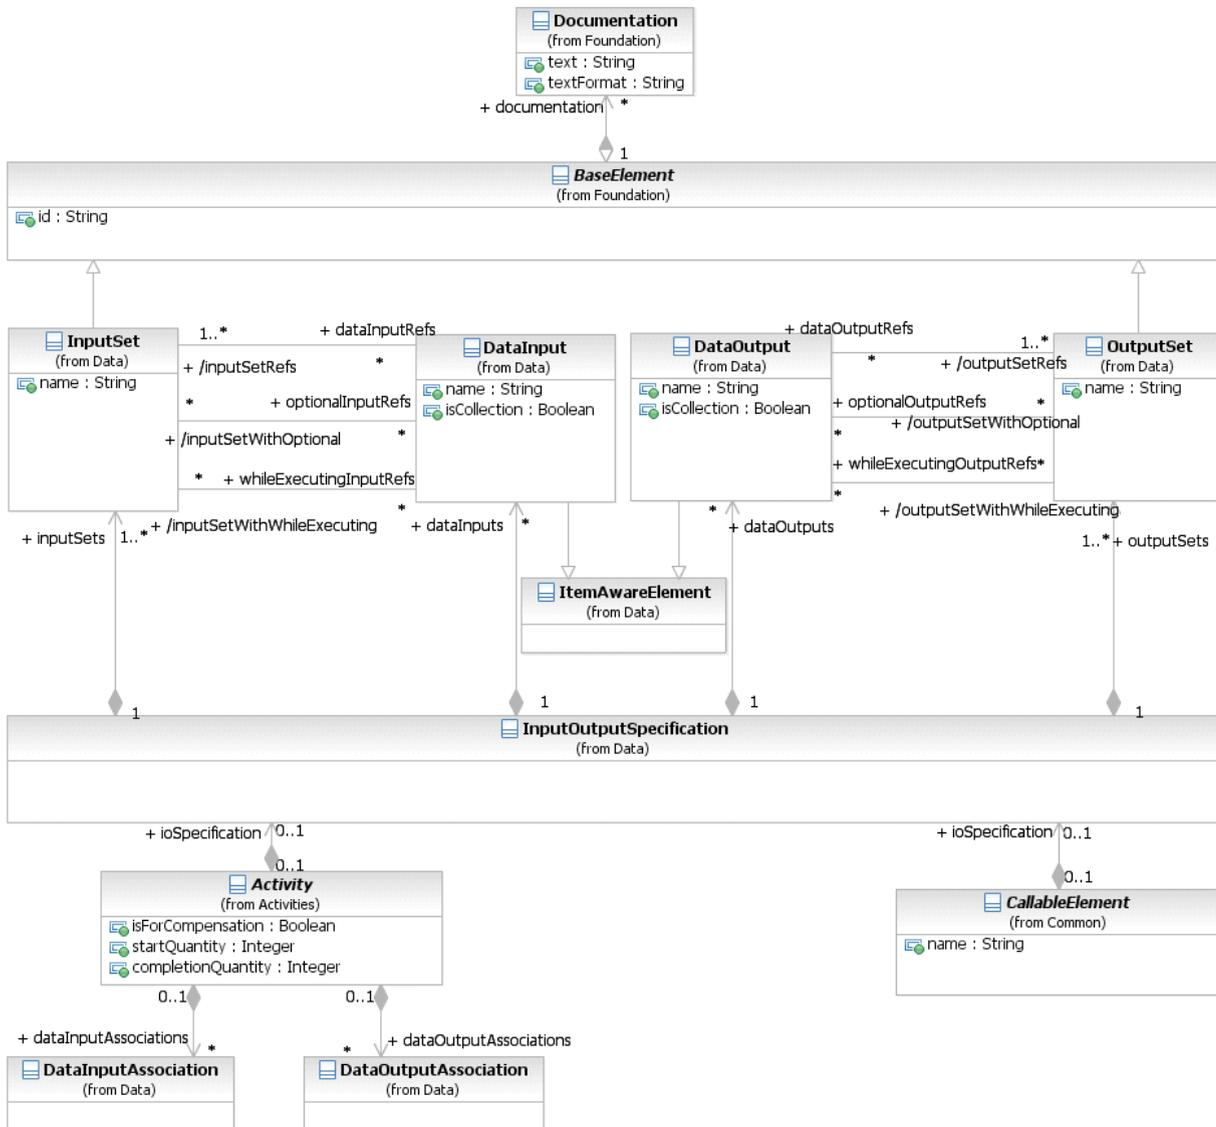 Documentation
(from Foundation)
text : String
textFormat : String
+ documentation
*
1
BaseElement
(from Foundation)
id : String
InputSet
(from Data)
name : String
1..*
+ dataInputRefs
+ /inputSetRefs
*
*
+ optionalInputRefs
+ /inputSetWithOptional
*
*
+ whileExecutingInputRefs
+ /inputSetWithWhileExecuting
*
DataInput
(from Data)
name : String
isCollection : Boolean
DataOutput
(from Data)
name : String
isCollection : Boolean
+ dataOutputRefs
1..*
*
+ /outputSetRefs
+ optionalOutputRefs
*
+ /outputSetWithOptional
*
+ whileExecutingOutputRefs*
*
+ /outputSetWithWhileExecuting
OutputSet
(from Data)
name : String
+ inputSets
1..*
+ dataInputs
*
*
+ dataOutputs
1..*
+ outputSets
ItemAwareElement
(from Data)
1
1
1
1
InputOutputSpecification
(from Data)
+ ioSpecification
0..1
0..1
+ ioSpecification
0..1
0..1
Activity
(from Activities)
isForCompensation : Boolean
startQuantity : Integer
completionQuantity : Integer
CallableElement
(from Common)
name : String
0..1
0..1
+ dataInputAssociations
*
+ dataOutputAssociations
*
DataInputAssociation
(from Data)
DataOutputAssociation
(from Data)